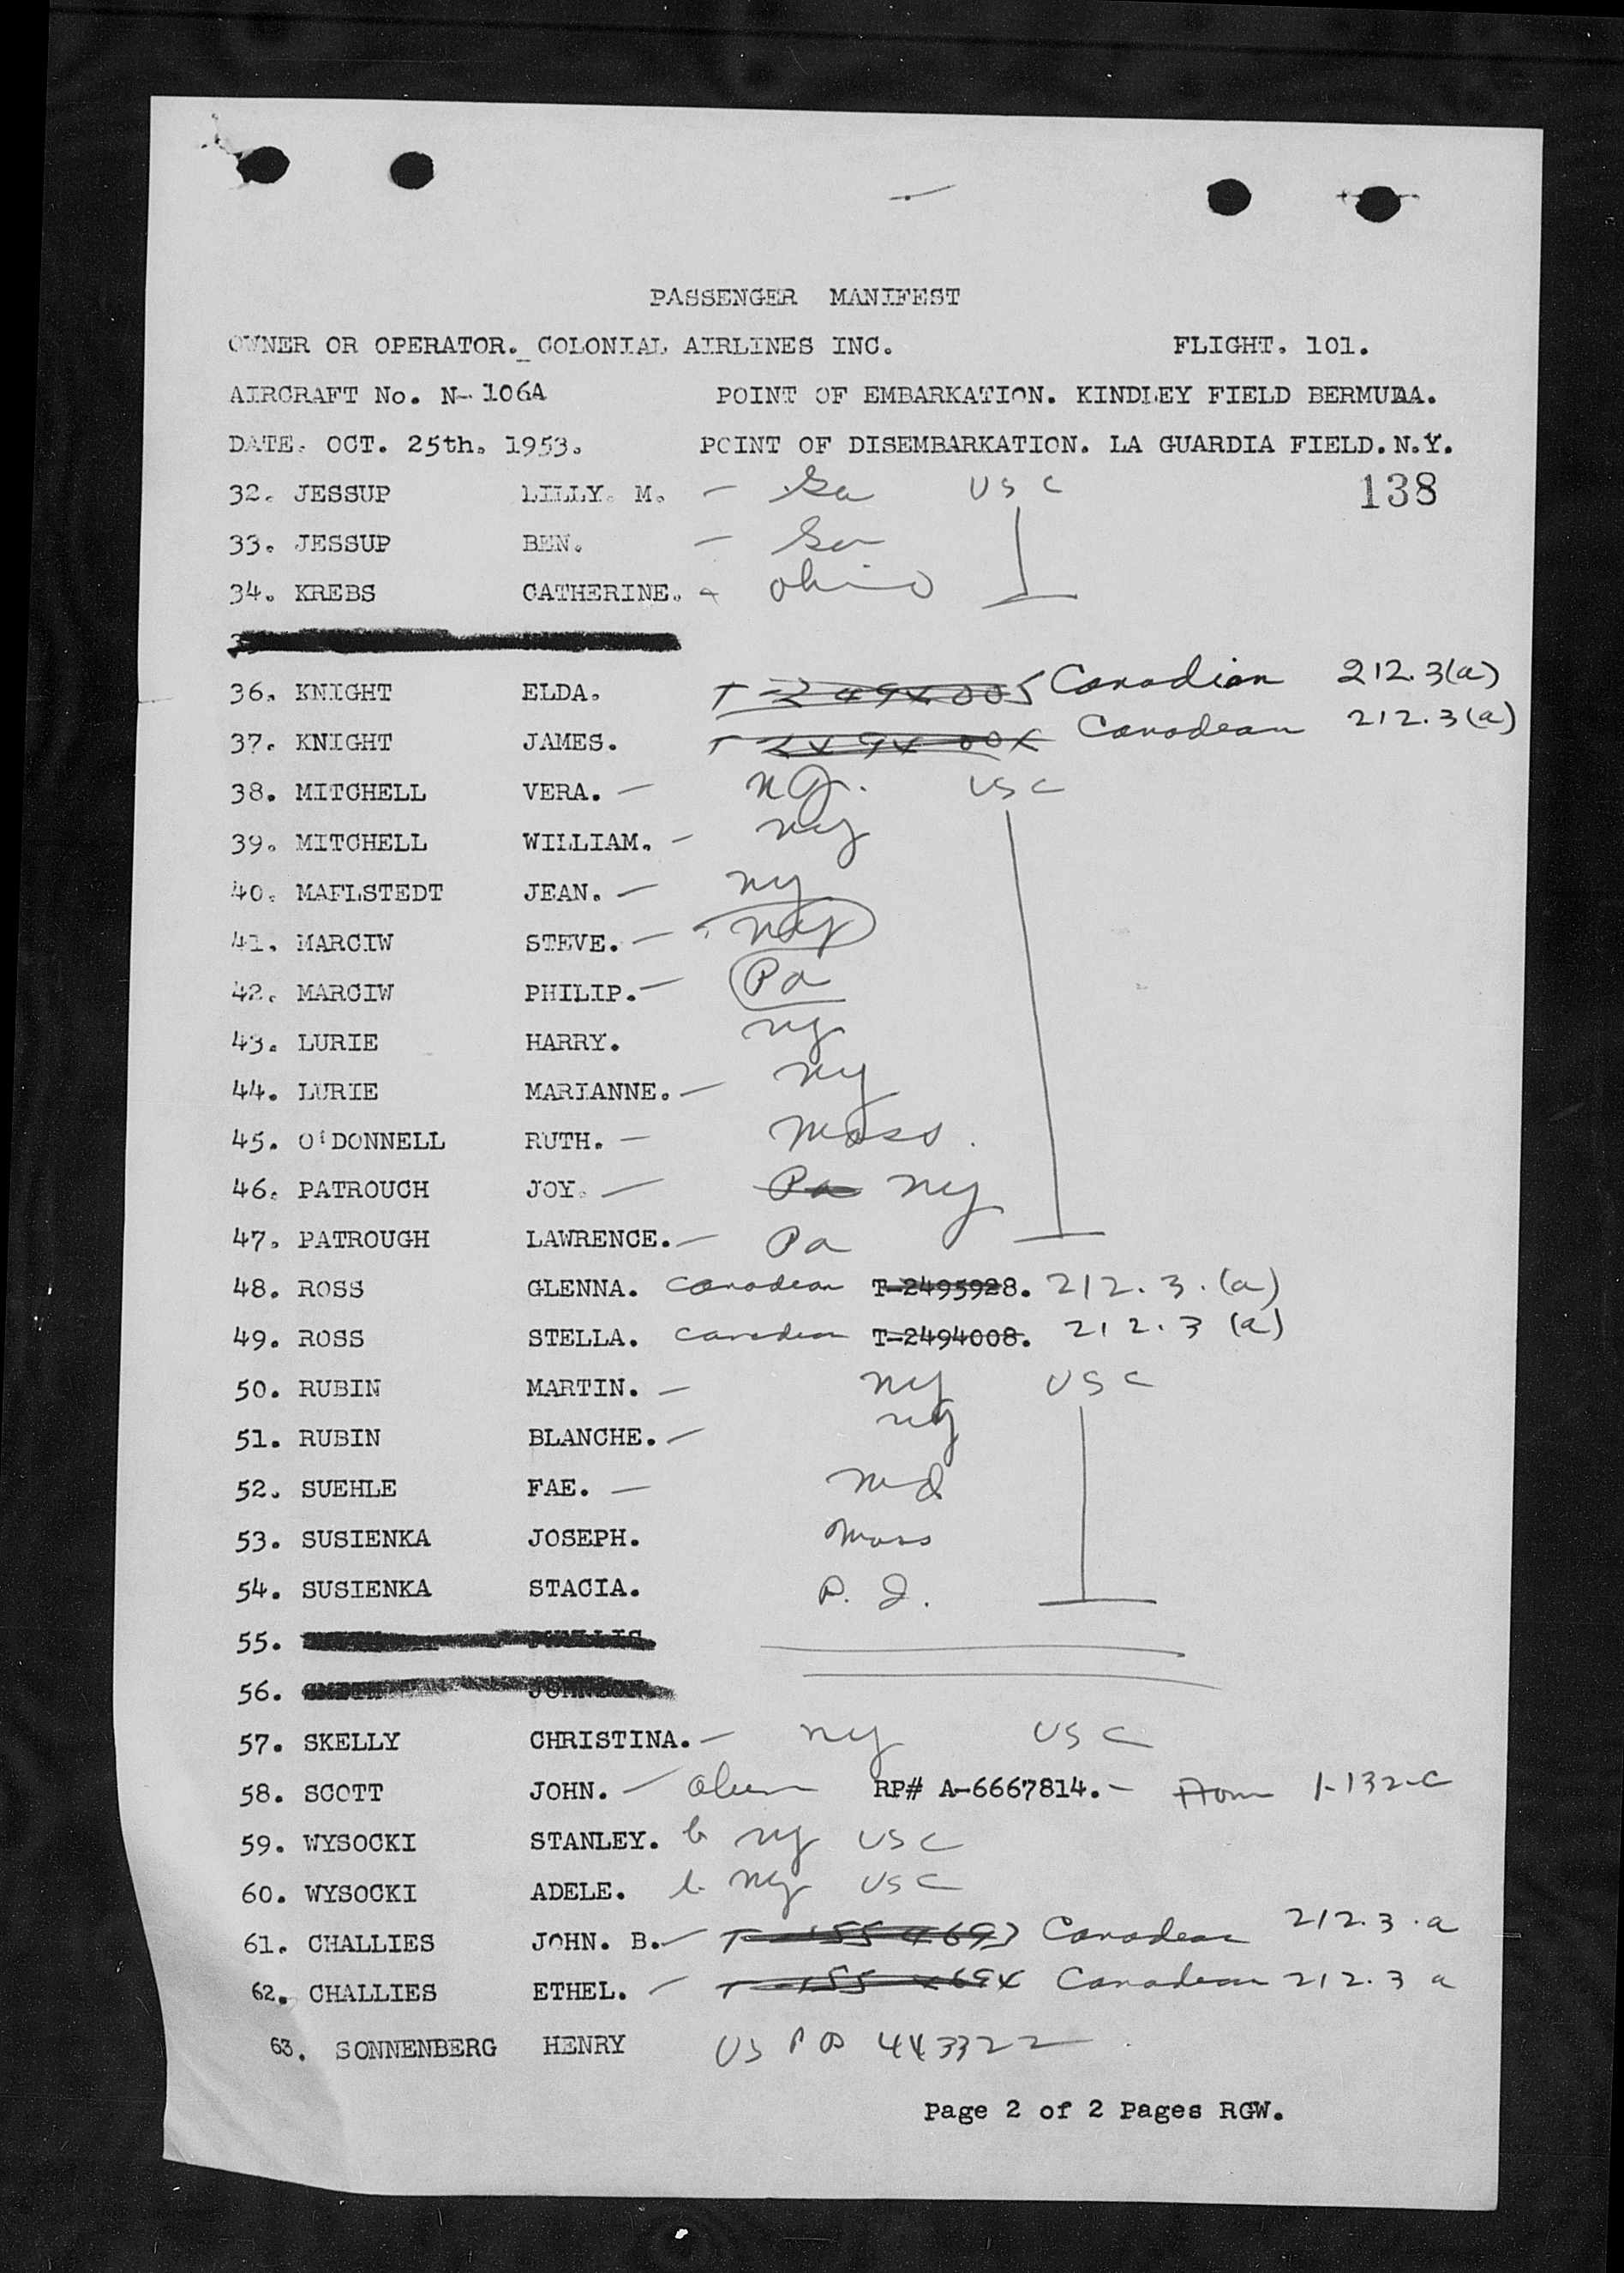 PASSENGER MANIFEST
OWNER OR OPERATOR. COLONIAL AIRLINES INC. FLIGHT. 101.
AIRCRAFT No. N-106A POINT OF EMBARKATION. KINDLEY FIELD BERMUDA.
DATE. OCT. 25th. 1953. POINT OF DISEMBARKATION. LA GUARDIA FIELD. N.Y.
138
32. JESSUP LILLY. M. — Ga USC
33. JESSUP BEN. — Ga
34. KREBS CATHERINE. Ohio
36. KNIGHT ELDA. Canadian 212.3(a)
37. KNIGHT JAMES. Canadean 212.3(a)
38. MITCHELL VERA. — NJ. USC
39. MITCHELL WILLIAM. — ny
40. MAFLSTEDT JEAN. — ny
41. MARCIW STEVE. — ny
42. MARCIW PHILIP. — Pa
43. LURIE HARRY. ny
44. LURIE MARIANNE. — ny
45. O'DONNELL RUTH. — Mass.
46. PATROUCH JOY. — Pa ny
47. PATROUGH LAWRENCE. — Pa
48. ROSS GLENNA. Canadean T-2495928. 212.3.(a)
49. ROSS STELLA. Canadean T-2494008. 212.3 (a)
50. RUBIN MARTIN. — ny USC
51. RUBIN BLANCHE. — ny
52. SUEHLE FAE. — Md
53. SUSIENKA JOSEPH. Mass
54. SUSIENKA STACIA.
55.
56.
57. SKELLY CHRISTINA. — ny USC
58. SCOTT JOHN. — alien RP# A-6667814. — 1-132-C
59. WYSOCKI STANLEY. ny USC
60. WYSOCKI ADELE. ny USC
61. CHALLIES JOHN. B. — T-1554693 Canadean 212.3.a
62. CHALLIES ETHEL. — Canadean 212.3 a
63. SONNENBERG HENRY US PP 443322
Page 2 of 2 Pages RGW.